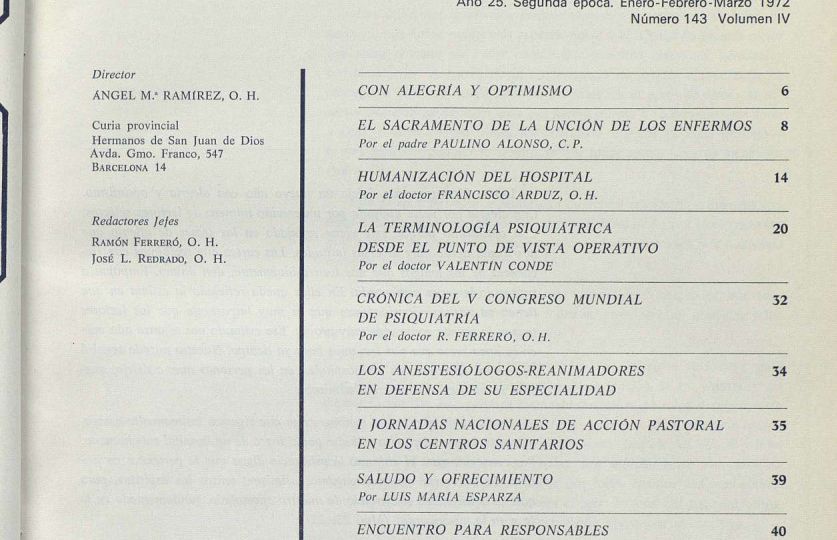 Año 25. Segunda época. Enero-Febrero-Marzo 1972
Número 143 Volumen IV
Director
ÁNGEL M.ª RAMÍREZ, O. H.
Curia provincial
Hermanos de San Juan de Dios
Avda. Gmo. Franco, 547
BARCELONA 14
Redactores Jefes
RAMÓN FERRERÓ, O. H.
JOSÉ L. REDRADO, O. H.
CON ALEGRÍA Y OPTIMISMO 6
EL SACRAMENTO DE LA UNCIÓN DE LOS ENFERMOS 8
Por el padre PAULINO ALONSO, C. P.
HUMANIZACIÓN DEL HOSPITAL 14
Por el doctor FRANCISCO ARDUZ, O. H.
LA TERMINOLOGÍA PSIQUIÁTRICA 20
DESDE EL PUNTO DE VISTA OPERATIVO
Por el doctor VALENTIN CONDE
CRÓNICA DEL V CONGRESO MUNDIAL 32
DE PSIQUIATRÍA
Por el doctor R. FERRERÓ, O. H.
LOS ANESTESIÓLOGOS-REANIMADORES 34
EN DEFENSA DE SU ESPECIALIDAD
I JORNADAS NACIONALES DE ACCIÓN PASTORAL 35
EN LOS CENTROS SANITARIOS
SALUDO Y OFRECIMIENTO 39
Por LUIS MARIA ESPARZA
ENCUENTRO PARA RESPONSABLES 40